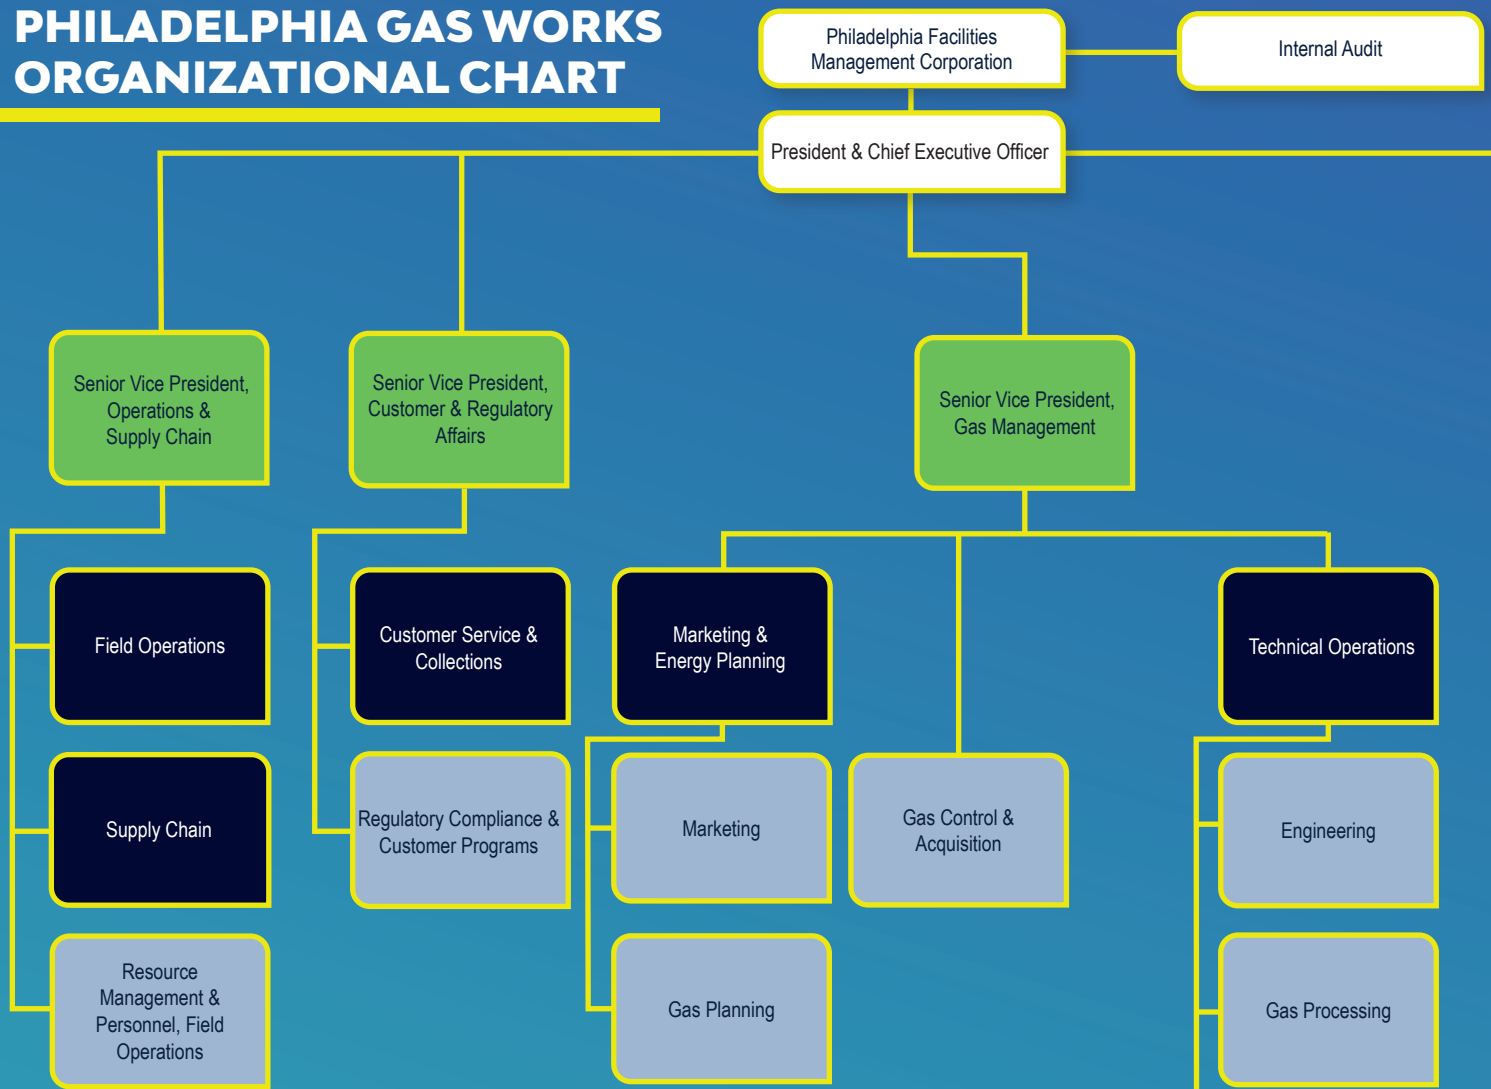 PHILADELPHIA GAS WORKS
ORGANIZATIONAL CHART
Philadelphia Facilities
Management Corporation
Internal Audit
President & Chief Executive Officer
Senior Vice President,
Operations &
Supply Chain
Senior Vice President,
Customer & Regulatory
Affairs
Senior Vice President,
Gas Management
Field Operations
Customer Service &
Collections
Marketing &
Energy Planning
Technical Operations
Supply Chain
Regulatory Compliance &
Customer Programs
Marketing
Gas Control &
Acquisition
Engineering
Resource
Management &
Personnel, Field
Operations
Gas Planning
Gas Processing